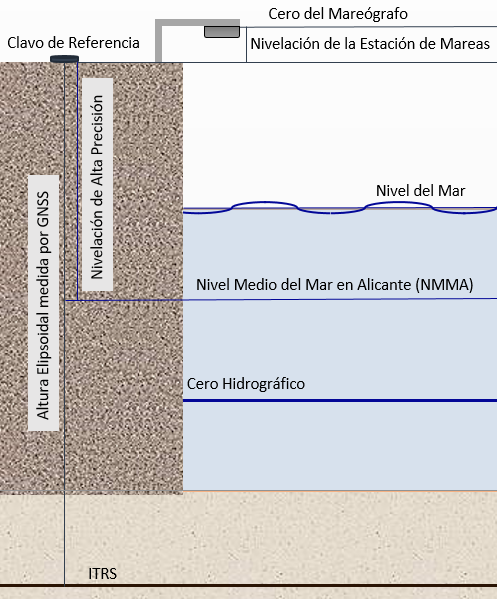 Cero del Mareógrafo
Clavo de Referencia
Nivelación de la Estación de Mareas
Nivelación de Alta Precisión
Altura Elipsoidal medida por GNSS
Nivel del Mar
Nivel Medio del Mar en Alicante (NMMA)
Cero Hidrográfico
ITRS